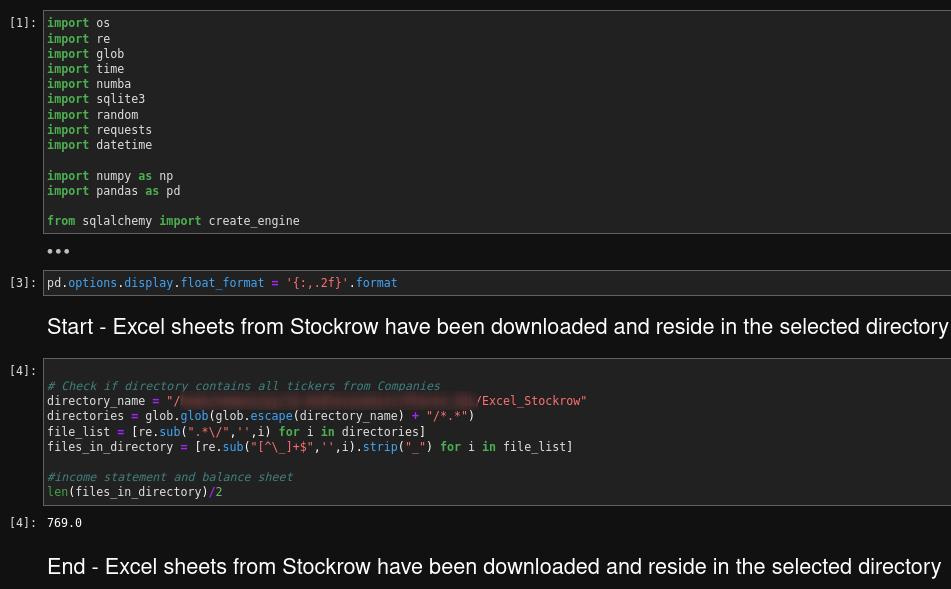 [1]:
import os
import re
import glob
import time
import numba
import sqlite3
import random
import requests
import datetime
import numpy as np
import pandas as pd
from sqlalchemy import create_engine
•••
[3]: pd.options.display.float_format = '{:,.2f}'.format
Start - Excel sheets from Stockrow have been downloaded and reside in the selected directory
[4]:
# Check if directory contains all tickers from Companies
directory_name = "/ /Excel_Stockrow"
directories = glob.glob(glob.escape(directory_name) + "/*.*")
file_list = [re.sub(".*\/",'',i) for i in directories]
files_in_directory = [re.sub("[^\_]+$",'',i).strip("_") for i in file_list]
#income statement and balance sheet
len(files_in_directory)/2
[4]: 769.0
End - Excel sheets from Stockrow have been downloaded and reside in the selected directory